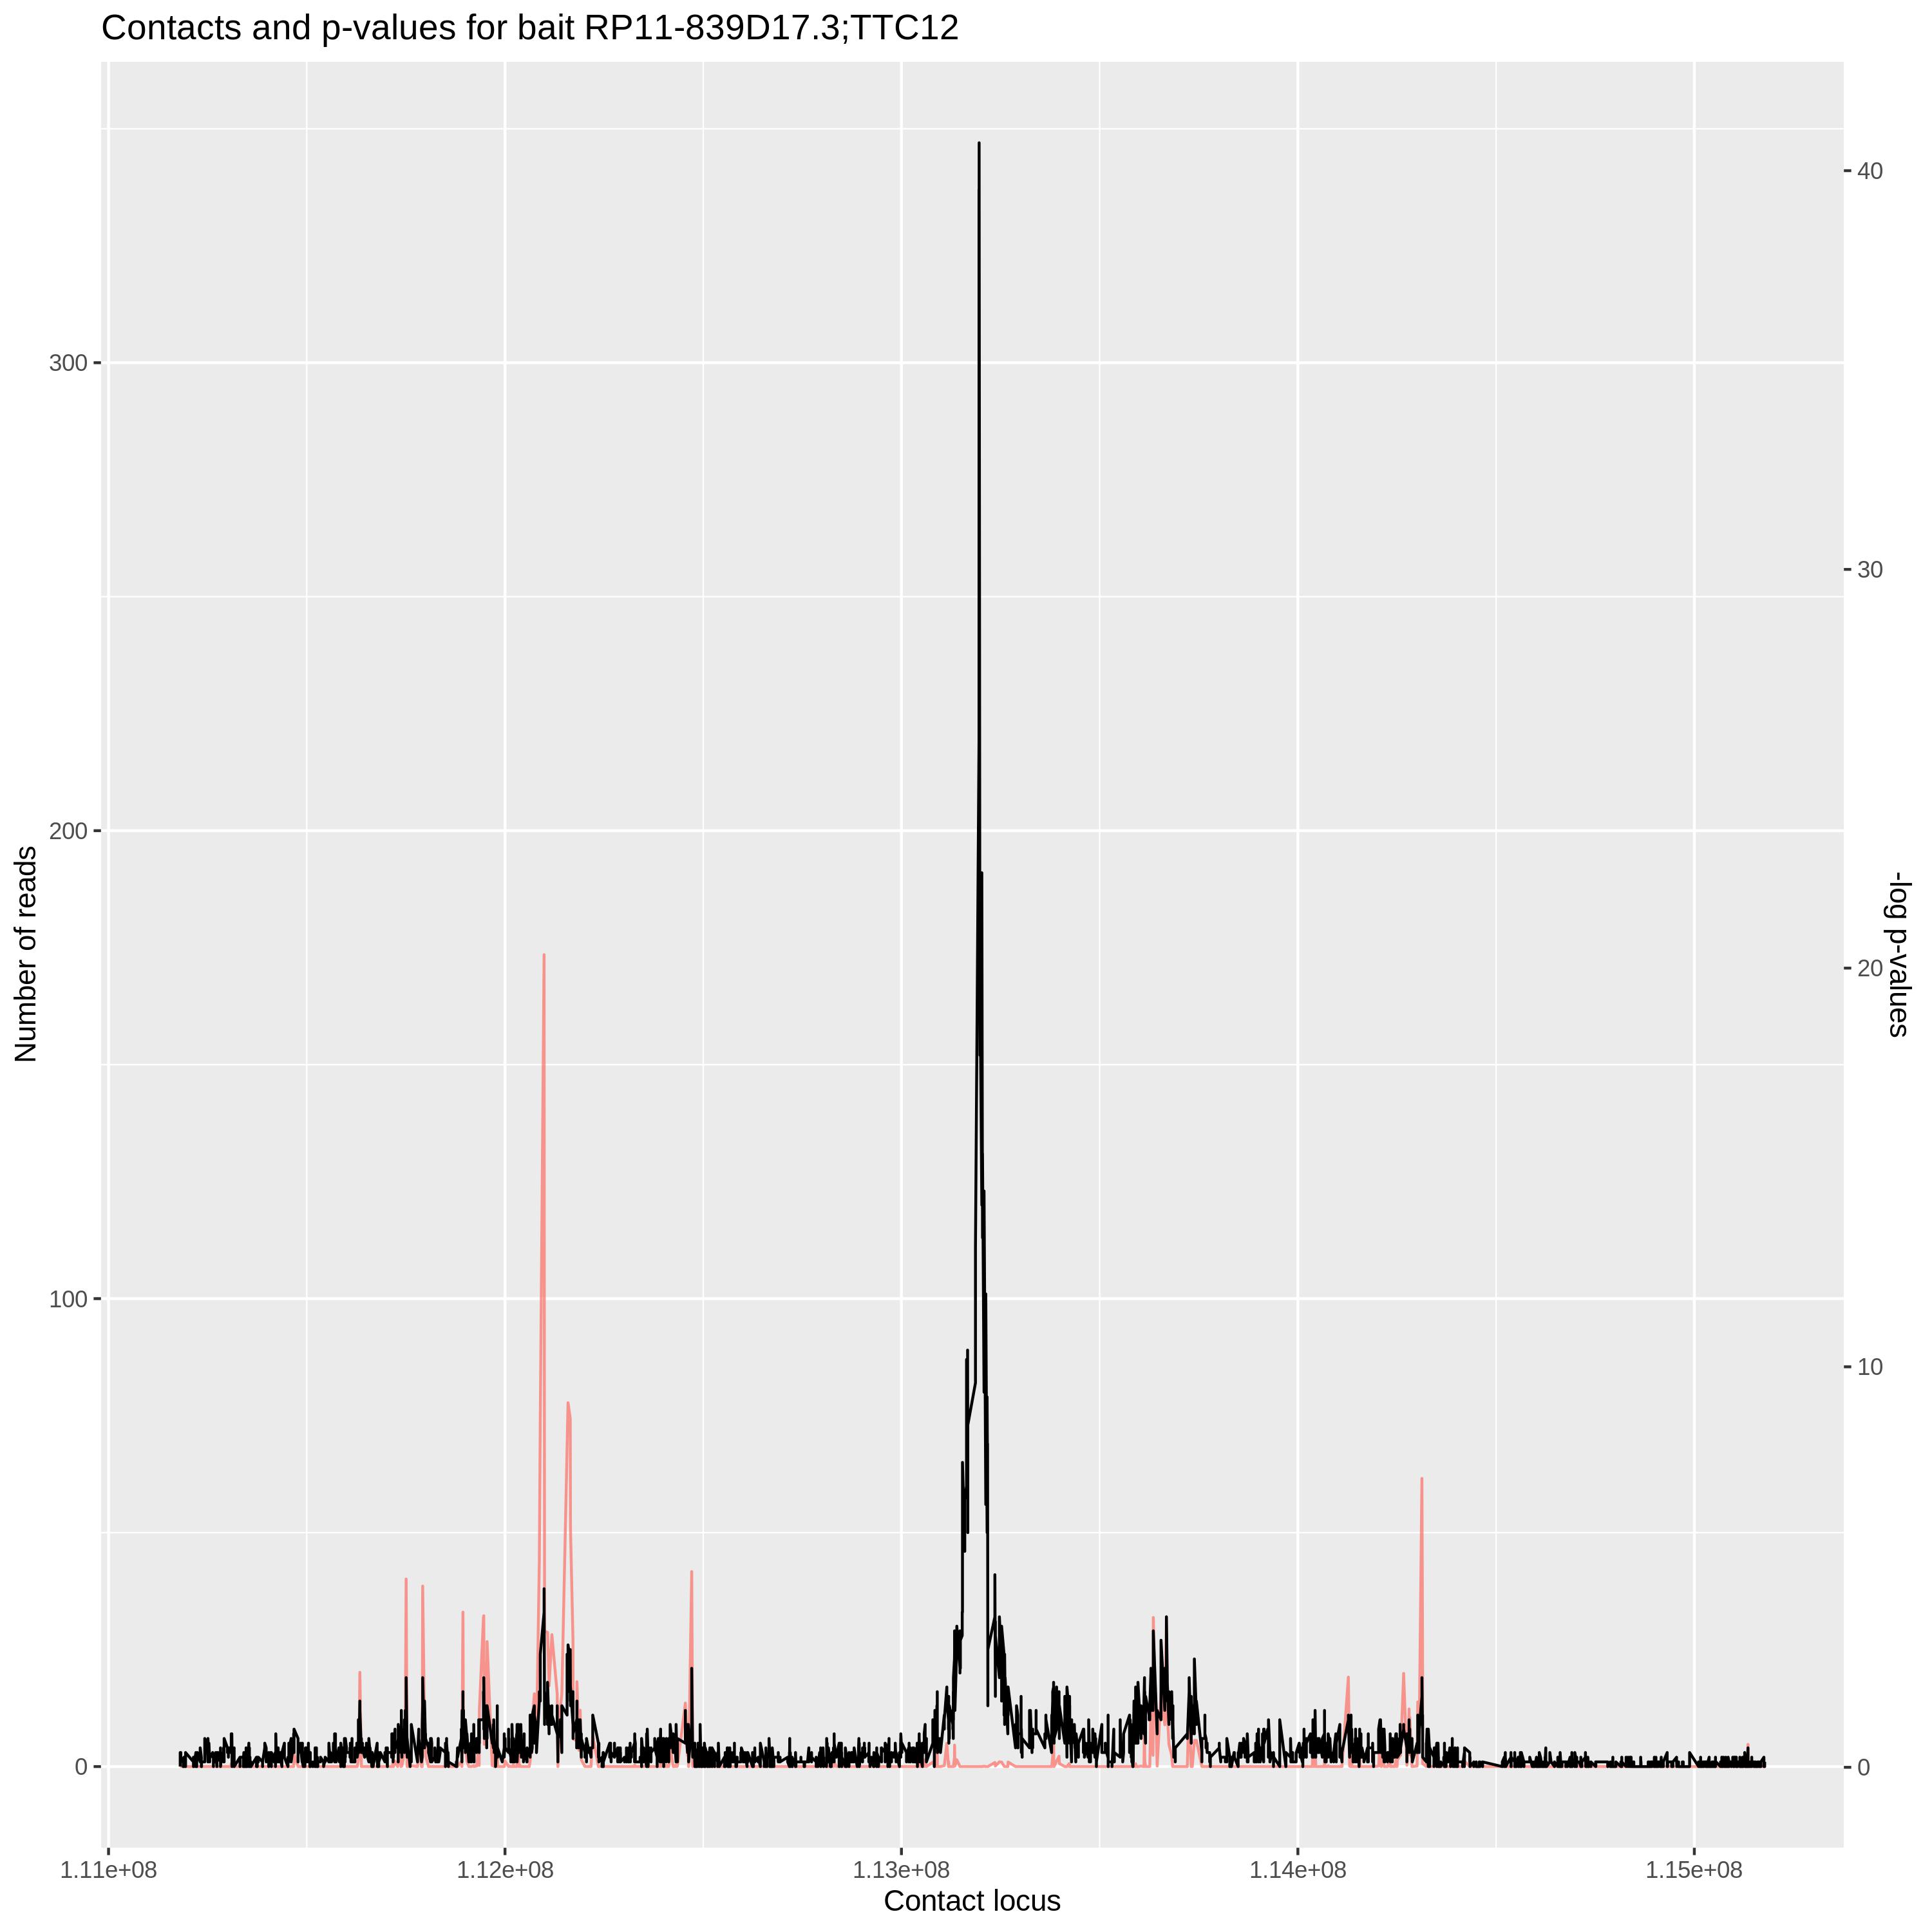 Contacts and p-values for bait RP11-839D17.3;TTC12
Number of reads
300
200
100
0
40
30
20
10
0
-log p-values
1.11e+08
1.12e+08
1.13e+08
1.14e+08
1.15e+08
Contact locus